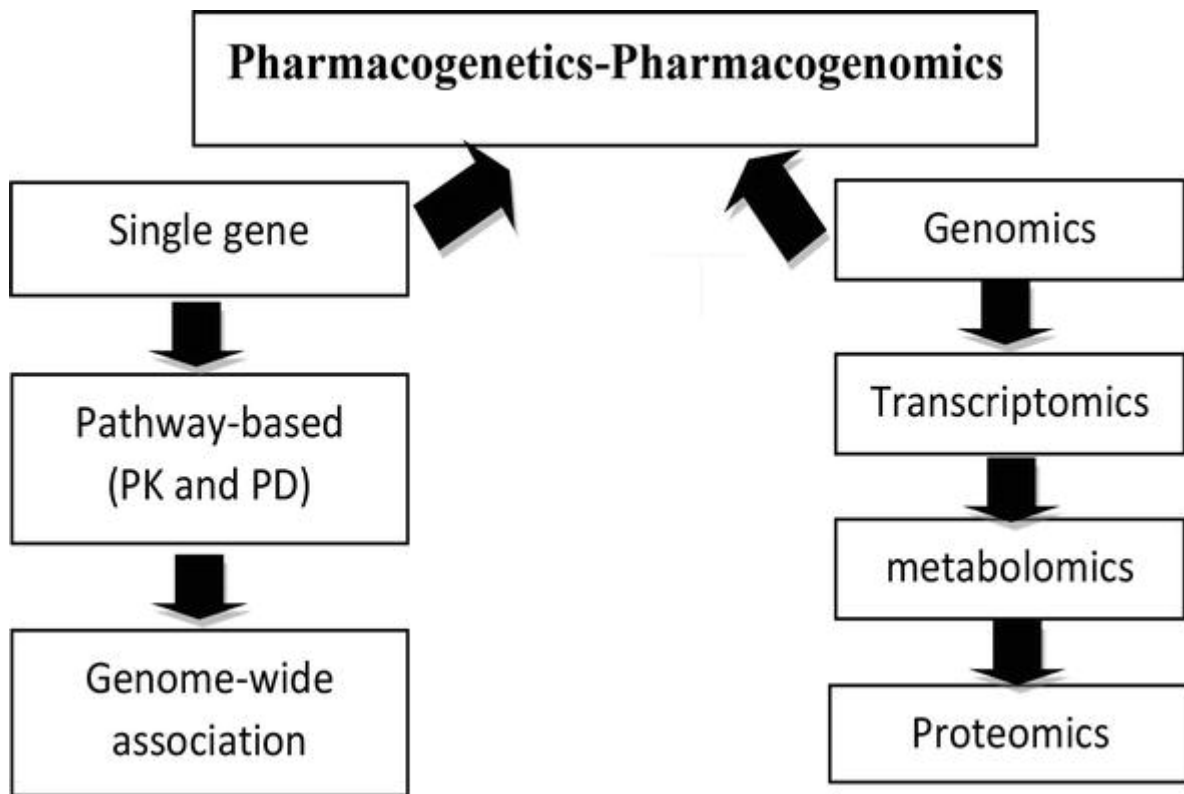 Pharmacogenetics-Pharmacogenomics
Single gene
Pathway-based
(PK and PD)
Genome-wide
association
Genomics
Transcriptomics
metabolomics
Proteomics